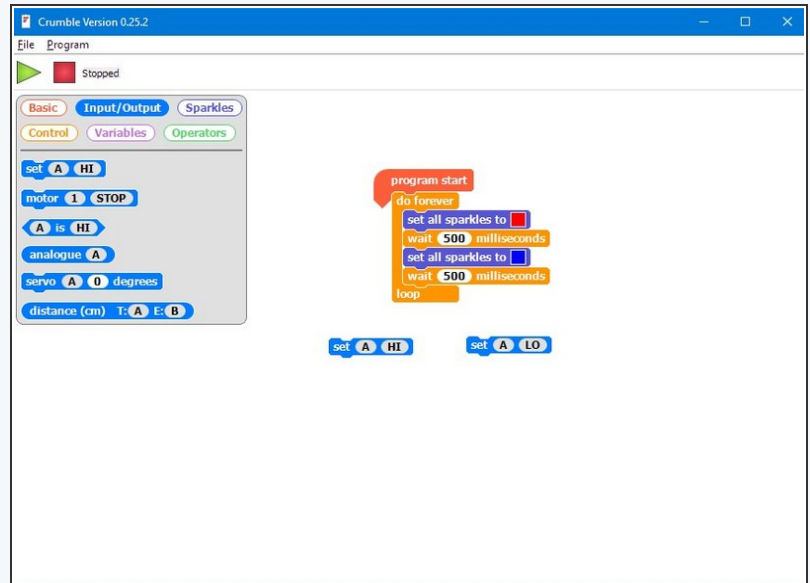 Crumble Version 0.25.2
File Program
Stopped
Basic Input/Output Sparkles
Control Variables Operators
set A HI
motor 1 STOP
A is HI
analogue A
servo A 0 degrees
distance (cm) T: A E: B
program start
do forever
set all sparkles to
wait 500 milliseconds
set all sparkles to
wait 500 milliseconds
loop
set A HI
set A LO